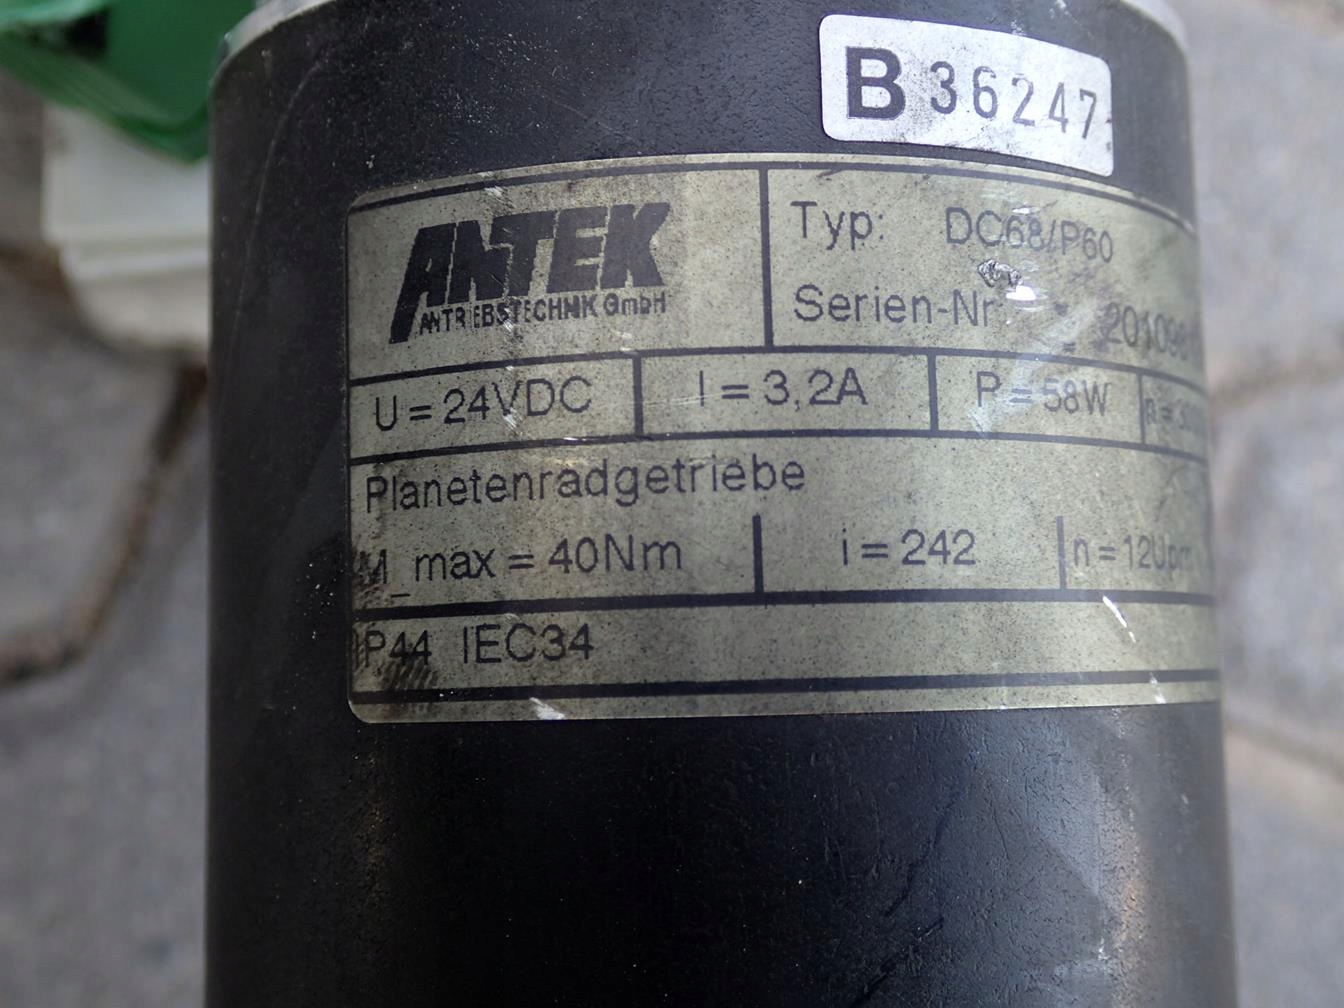 B 36247
ANTEK
ANTRIEBSTECHNIK GmbH
Typ: DC68/P60
Serien-Nr
U = 24VDC
I = 3,2A
P = 58W
Planetenradgetriebe
M_max = 40Nm
i = 242
n = 12Upm
IP44 IEC34